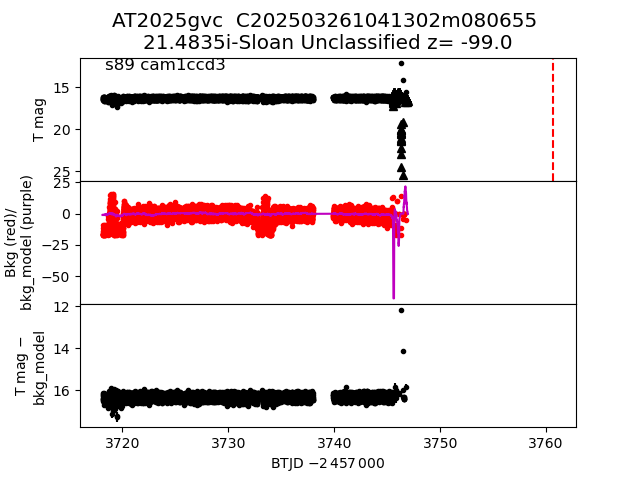 AT2025gvc  C202503261041302m080655
21.4835i-Sloan Unclassified z= -99.0
s89 cam1ccd3
T mag
15
20
25
Bkg (red)/
bkg_model (purple)
25
0
−25
−50
T mag −
bkg_model
12
14
16
3720
3730
3740
3750
3760
BTJD −2 457 000